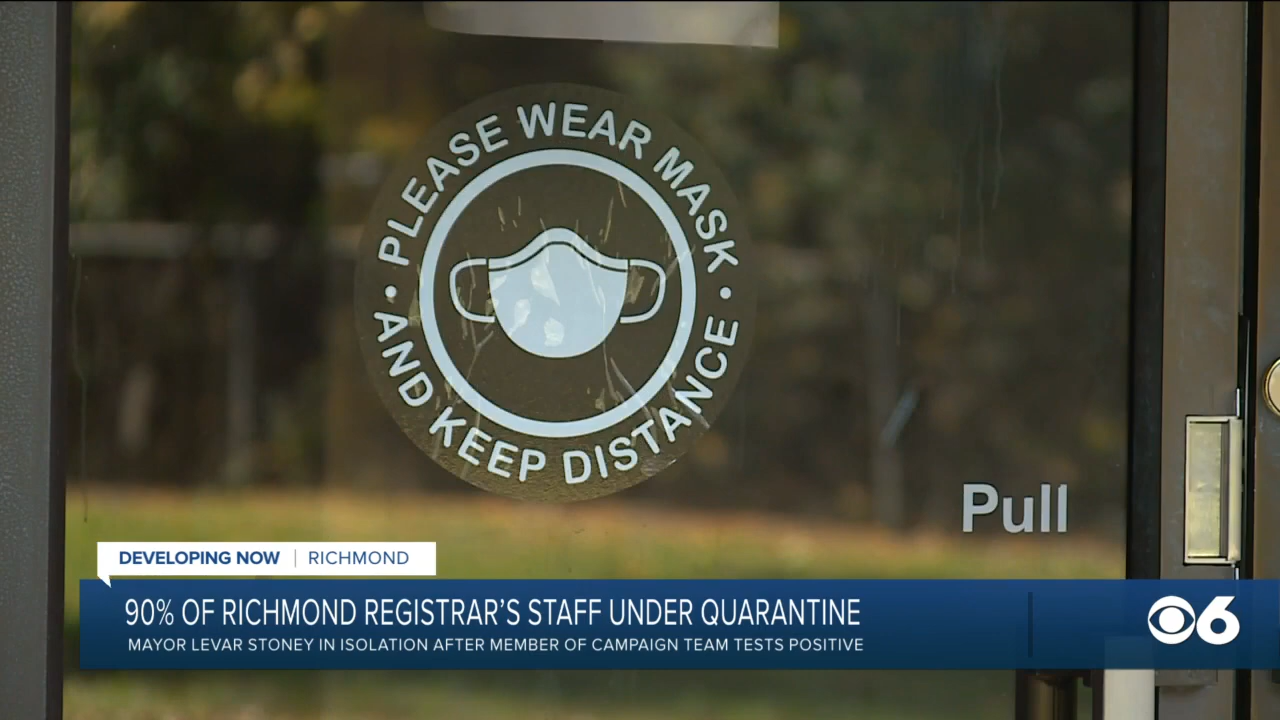 • PLEASE WEAR MASK •
AND KEEP DISTANCE
Pull
DEVELOPING NOW | RICHMOND
90% OF RICHMOND REGISTRAR'S STAFF UNDER QUARANTINE
MAYOR LEVAR STONEY IN ISOLATION AFTER MEMBER OF CAMPAIGN TEAM TESTS POSITIVE
6